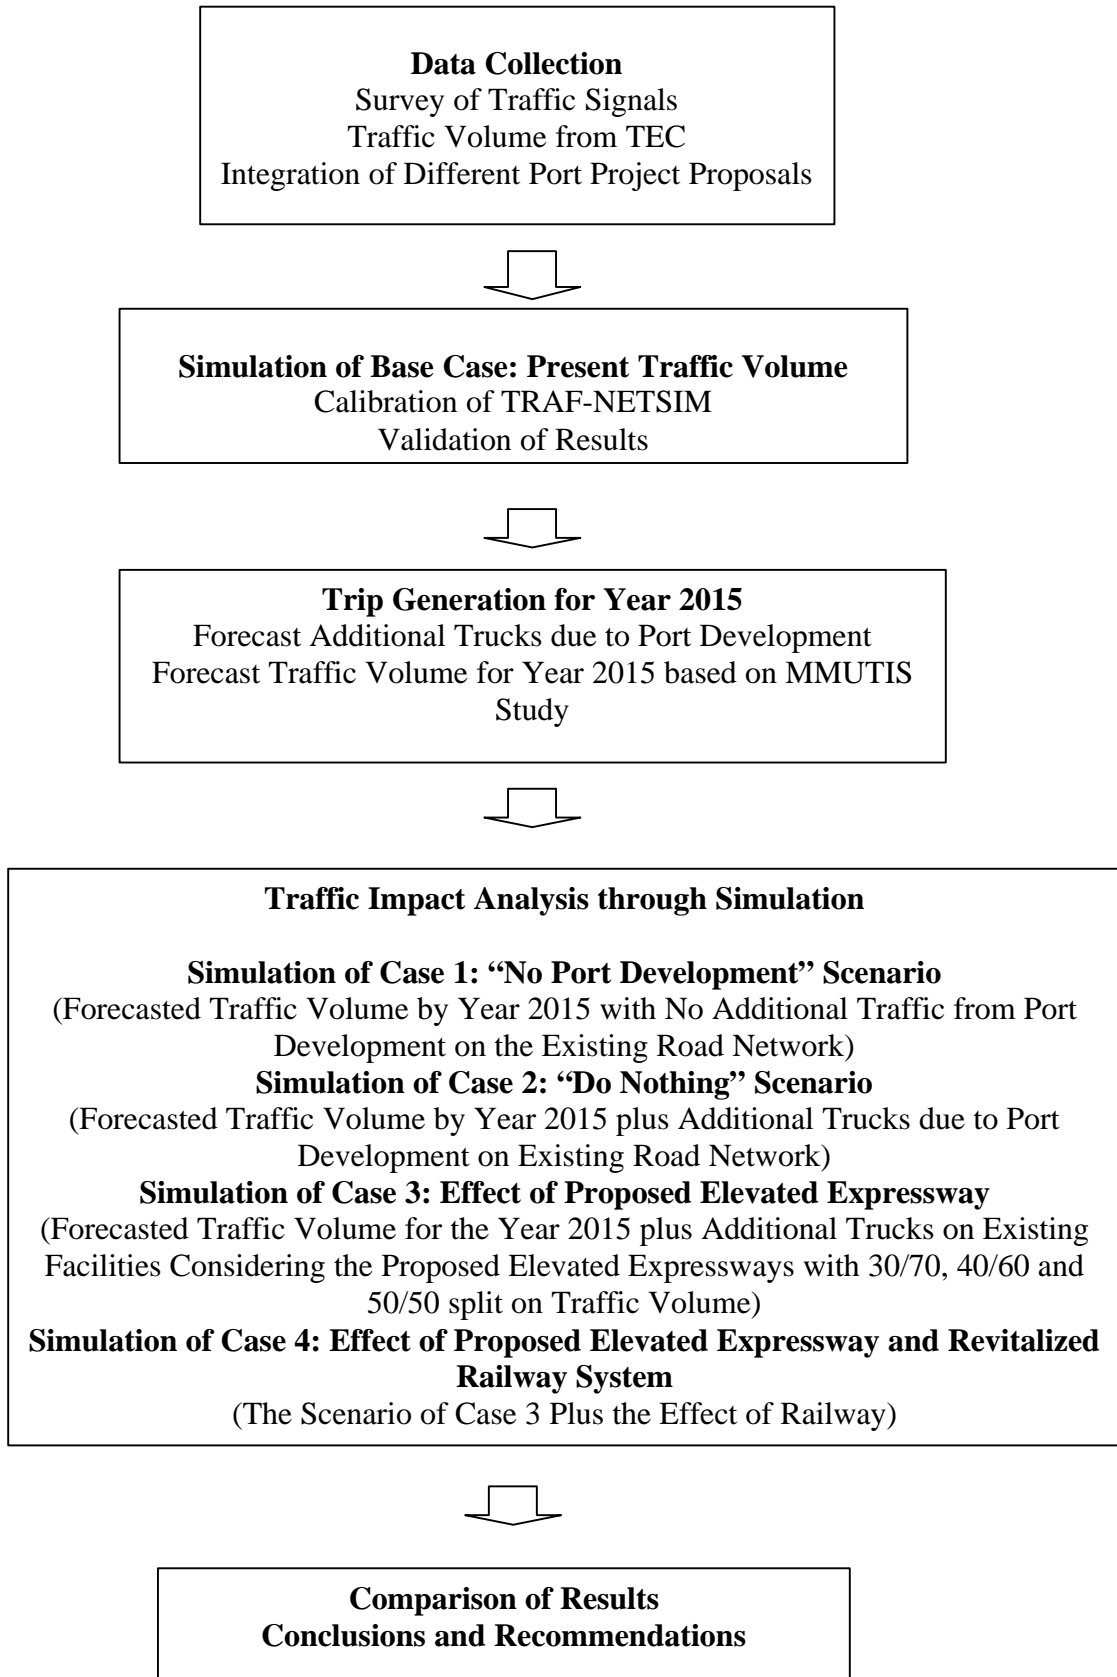 Data Collection
Survey of Traffic Signals
Traffic Volume from TEC
Integration of Different Port Project Proposals
Simulation of Base Case: Present Traffic Volume
Calibration of TRAF-NETSIM
Validation of Results
Trip Generation for Year 2015
Forecast Additional Trucks due to Port Development
Forecast Traffic Volume for Year 2015 based on MMUTIS
Study
Traffic Impact Analysis through Simulation
Simulation of Case 1: “No Port Development” Scenario
(Forecasted Traffic Volume by Year 2015 with No Additional Traffic from Port
Development on the Existing Road Network)
Simulation of Case 2: “Do Nothing” Scenario
(Forecasted Traffic Volume by Year 2015 plus Additional Trucks due to Port
Development on Existing Road Network)
Simulation of Case 3: Effect of Proposed Elevated Expressway
(Forecasted Traffic Volume for the Year 2015 plus Additional Trucks on Existing
Facilities Considering the Proposed Elevated Expressways with 30/70, 40/60 and
50/50 split on Traffic Volume)
Simulation of Case 4: Effect of Proposed Elevated Expressway and Revitalized
Railway System
(The Scenario of Case 3 Plus the Effect of Railway)
Comparison of Results
Conclusions and Recommendations